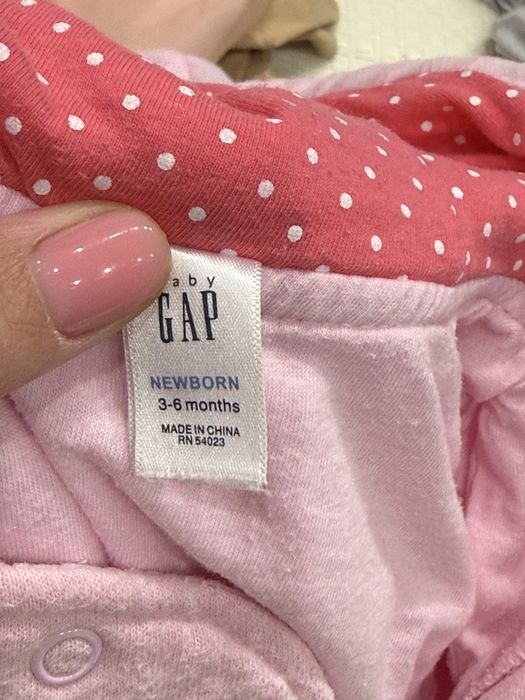 aby
GAP
NEWBORN
3-6 months
MADE IN CHINA
RN 54023